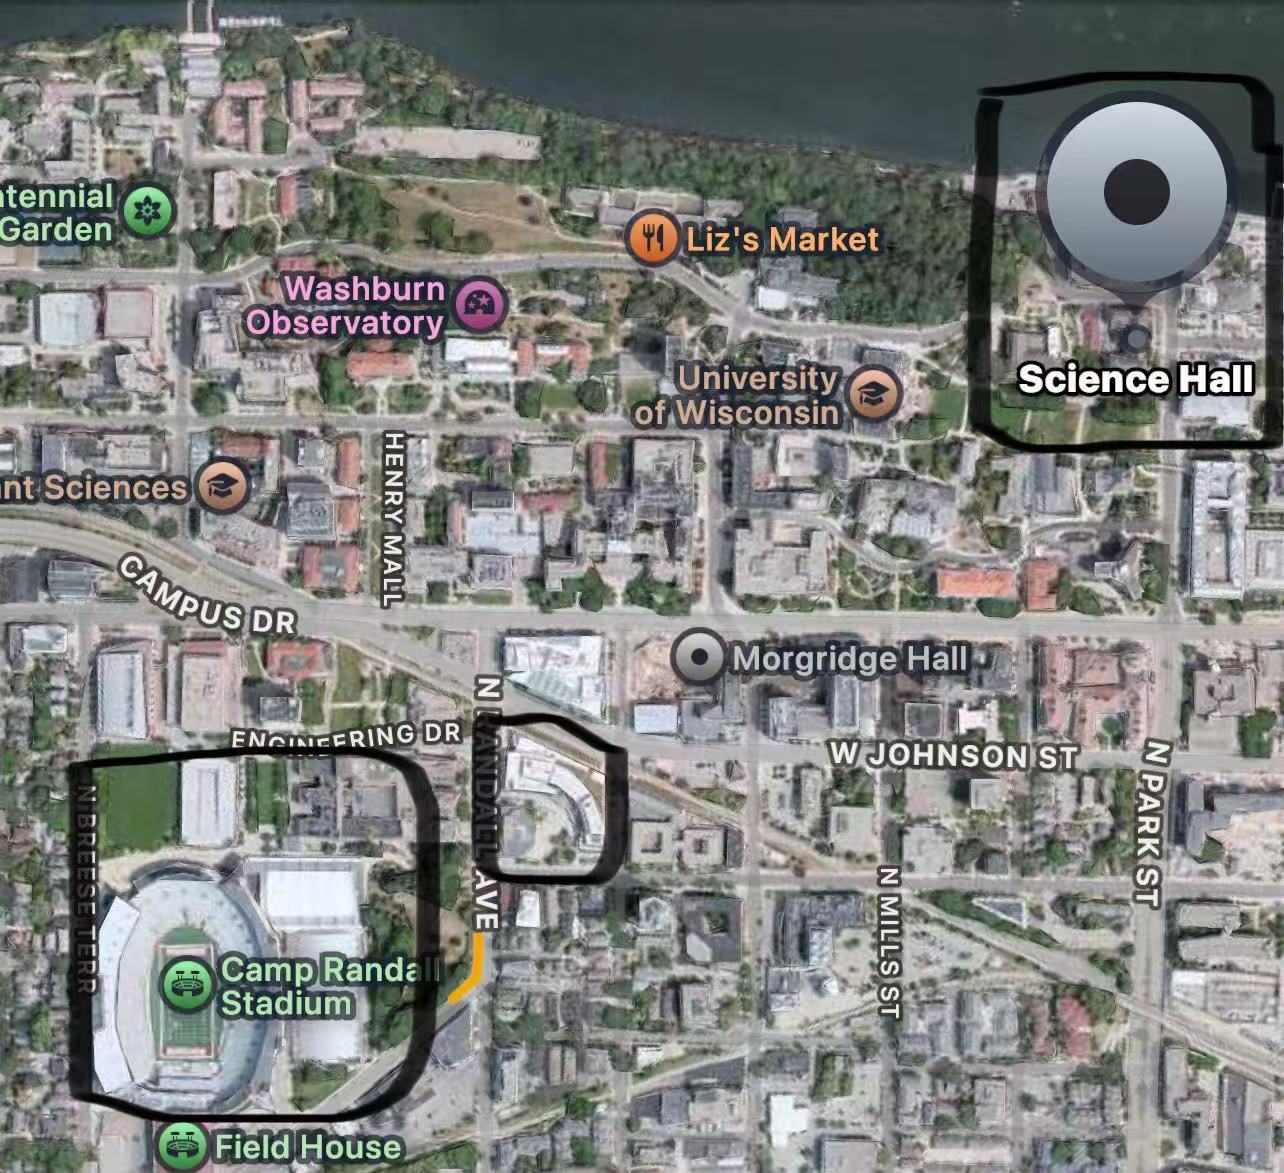 ntennial
Garden
Liz's Market
Washburn
Observatory
University
of Wisconsin
Science Hall
HENRY MALL
nt Sciences
CAMPUS DR
Morgridge Hall
N RANDALL AVE
ENGINEERING DR
W JOHNSON ST
N PARK ST
N BREESE TERR
N MILLS ST
Camp Randall
Stadium
Field House